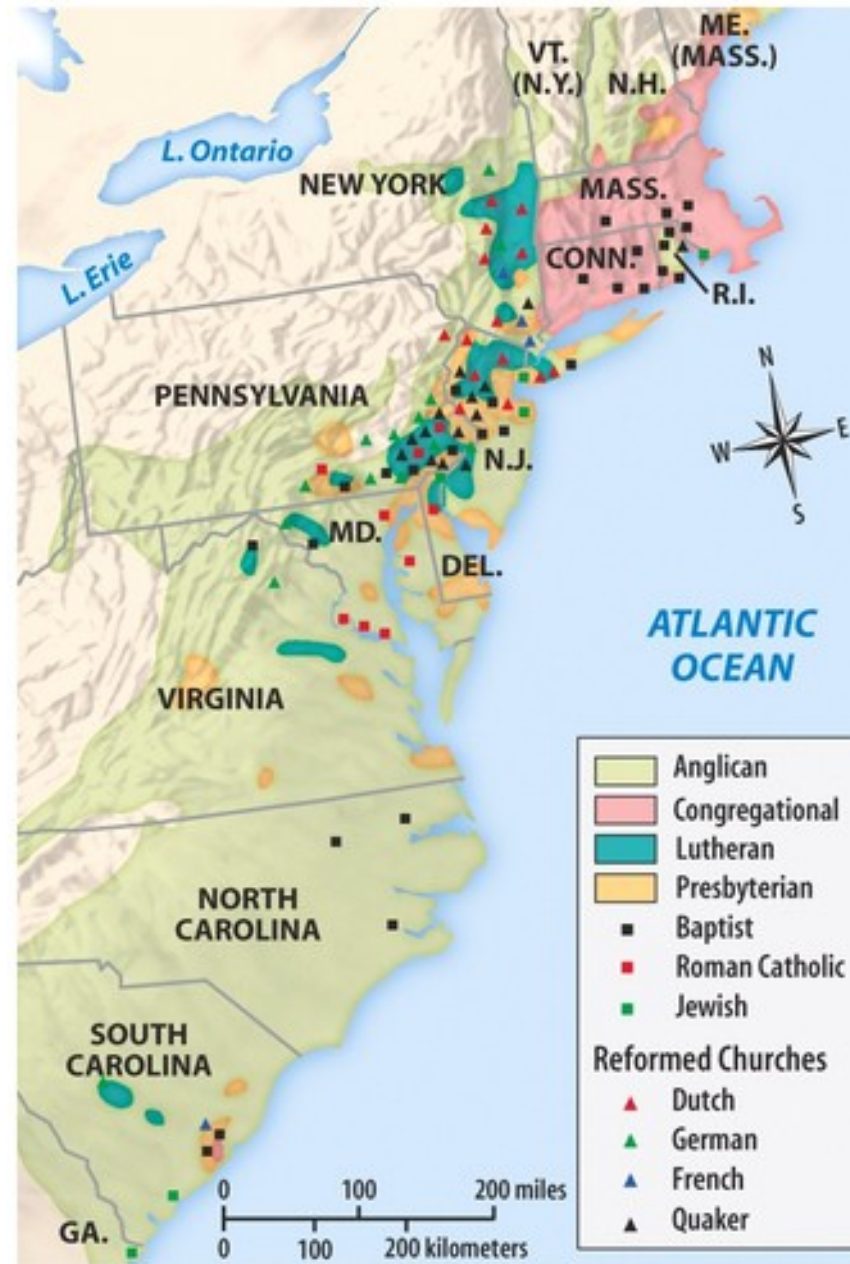 ME.
(MASS.)
VT.
(N.Y.)
N.H.
L. Ontario
NEW YORK
MASS.
L. Erie
CONN.
R.I.
PENNSYLVANIA
N
W
E
S
N.J.
MD.
DEL.
ATLANTIC
OCEAN
VIRGINIA
NORTH
CAROLINA
SOUTH
CAROLINA
GA.
Anglican
Congregational
Lutheran
Presbyterian
Baptist
Roman Catholic
Jewish
Reformed Churches
Dutch
German
French
Quaker
0 100 200 miles
0 100 200 kilometers